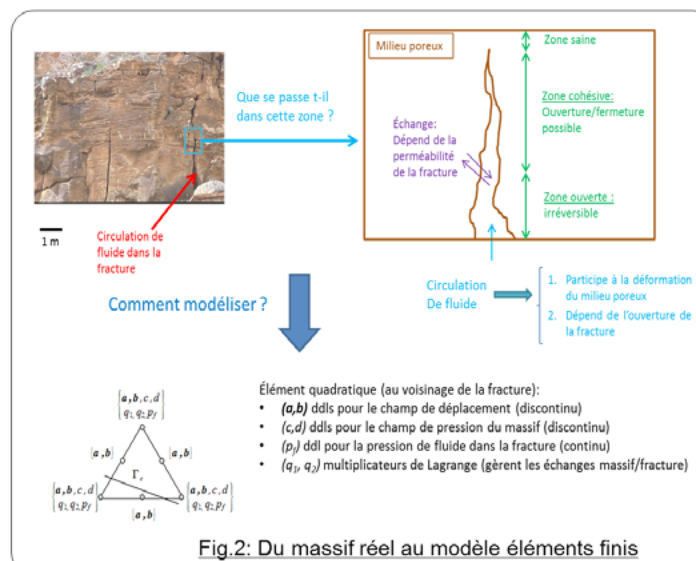 Milieu poreux
Zone saine
Que se passe t-il
dans cette zone ?
Zone cohésive:
Ouverture/fermeture
possible
Échange:
Dépend de la
perméabilité
de la fracture
Zone ouverte :
irréversible
1 m
Circulation de
fluide dans la
fracture
Circulation
De fluide
1. Participe à la déformation
du milieu poreux
2. Dépend de l'ouverture de
la fracture
Comment modéliser ?
{a,b,c,d
q1,q2,pf}
{a,b}
{a,b}
Γe
{a,b,c,d
q1,q2,pf}
{a,b,c,d
q1,q2,pf}
{a,b}
Élément quadratique (au voisinage de la fracture):
• (a,b) ddls pour le champ de déplacement (discontinu)
• (c,d) ddls pour le champ de pression du massif (discontinu)
• (pf) ddl pour la pression de fluide dans la fracture (continu)
• (q1, q2) multiplicateurs de Lagrange (gèrent les échanges massif/fracture)
Fig.2: Du massif réel au modèle éléments finis